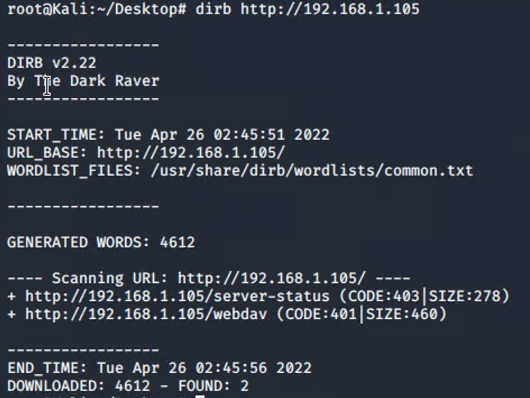 root@Kali:~/Desktop# dirb http://192.168.1.105
-----------------
DIRB v2.22
By The Dark Raver
-----------------
START_TIME: Tue Apr 26 02:45:51 2022
URL_BASE: http://192.168.1.105/
WORDLIST_FILES: /usr/share/dirb/wordlists/common.txt
-----------------
GENERATED WORDS: 4612
---- Scanning URL: http://192.168.1.105/ ----
+ http://192.168.1.105/server-status (CODE:403|SIZE:278)
+ http://192.168.1.105/webdav (CODE:401|SIZE:460)
-----------------
END_TIME: Tue Apr 26 02:45:56 2022
DOWNLOADED: 4612 - FOUND: 2